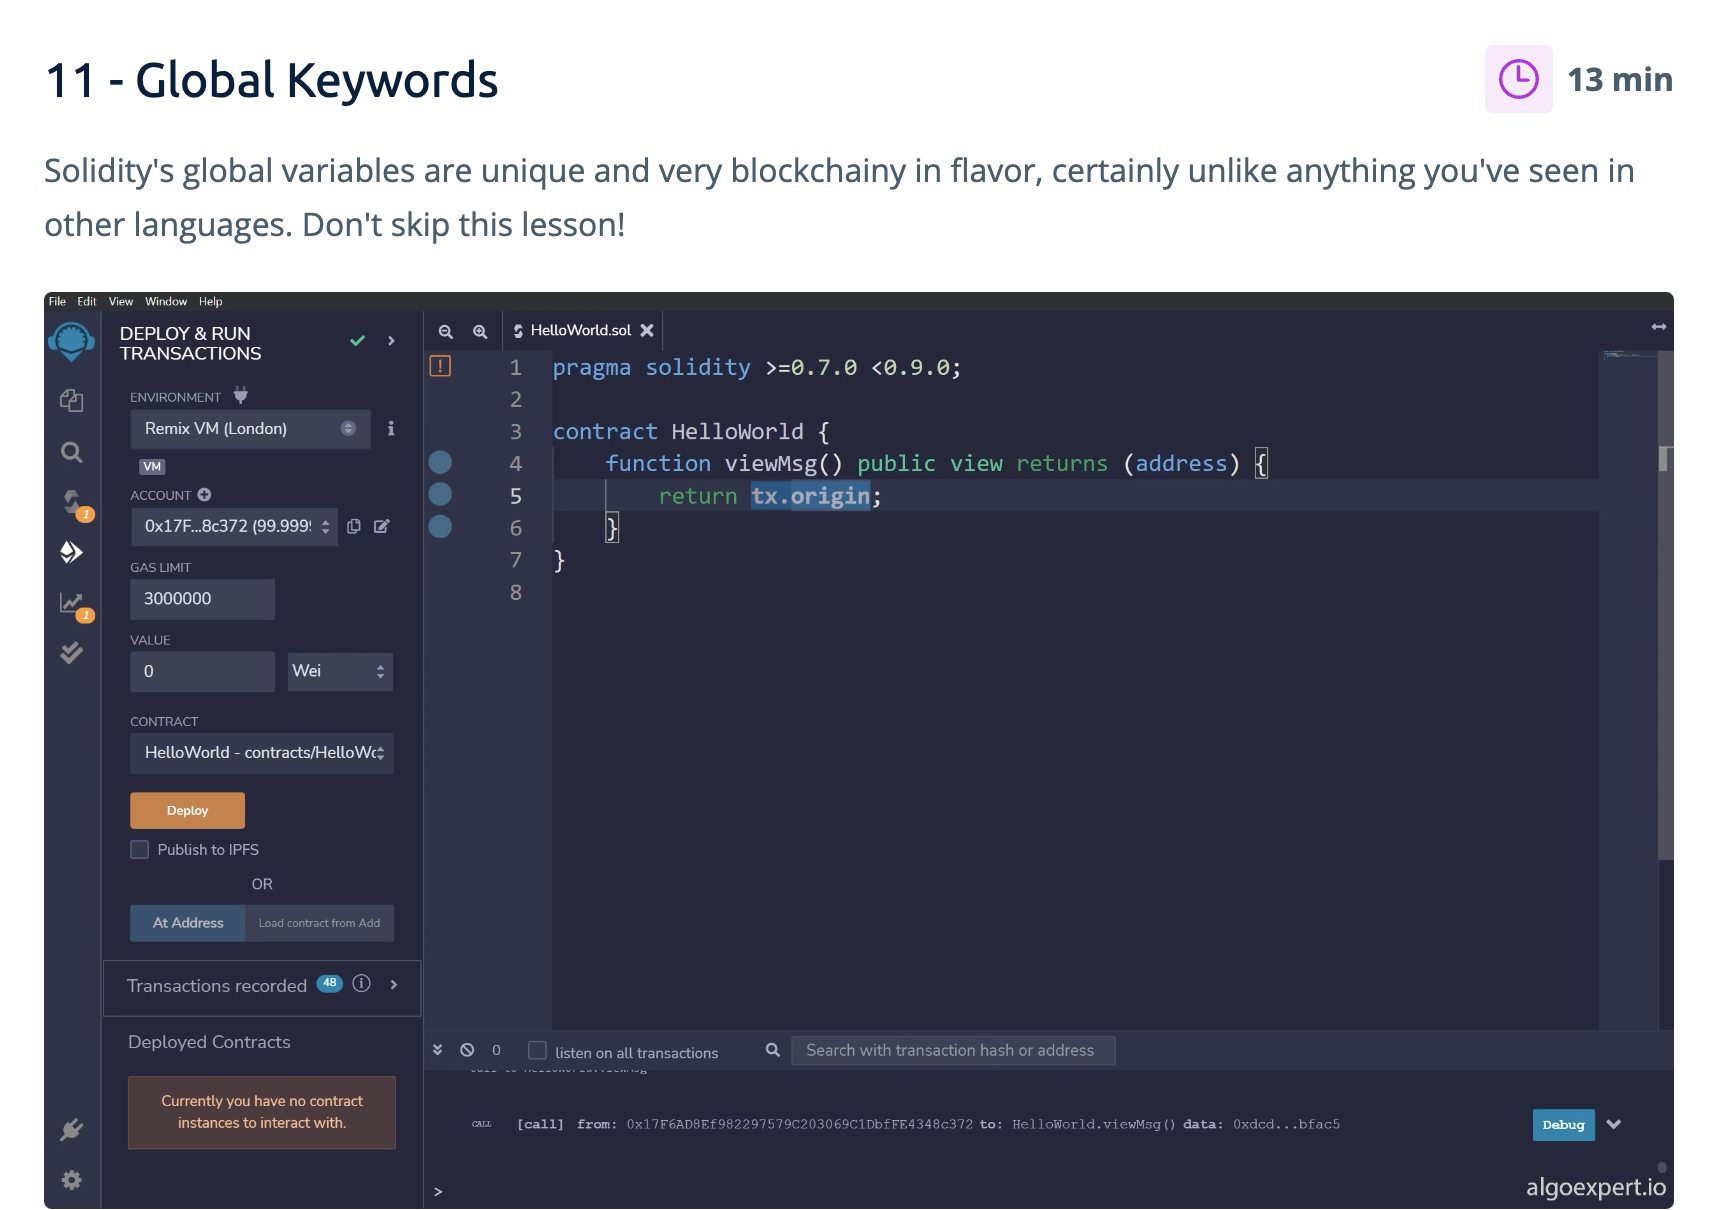 11 - Global Keywords
13 min
Solidity's global variables are unique and very blockchainy in flavor, certainly unlike anything you've seen in
other languages. Don't skip this lesson!
File Edit View Window Help
DEPLOY & RUN
TRANSACTIONS
ENVIRONMENT
Remix VM (London)
VM
ACCOUNT
0x17F...8c372 (99.999
GAS LIMIT
3000000
VALUE
0
Wei
CONTRACT
HelloWorld - contracts/HelloWo
Deploy
Publish to IPFS
OR
At Address
Load contract from Add
Transactions recorded 48 i
Deployed Contracts
Currently you have no contract
instances to interact with.
1
1
HelloWorld.sol
1 pragma solidity >=0.7.0 <0.9.0;
2
3 contract HelloWorld {
4 function viewMsg() public view returns (address) {
5 return tx.origin;
6 }
7 }
8
0
listen on all transactions
Search with transaction hash or address
CALL [call] from: 0x17F6AD8Ef982297579C203069C1DbfFE4348c372 to: HelloWorld.viewMsg() data: 0xdcd...bfac5
Debug
>
algoexpert.io